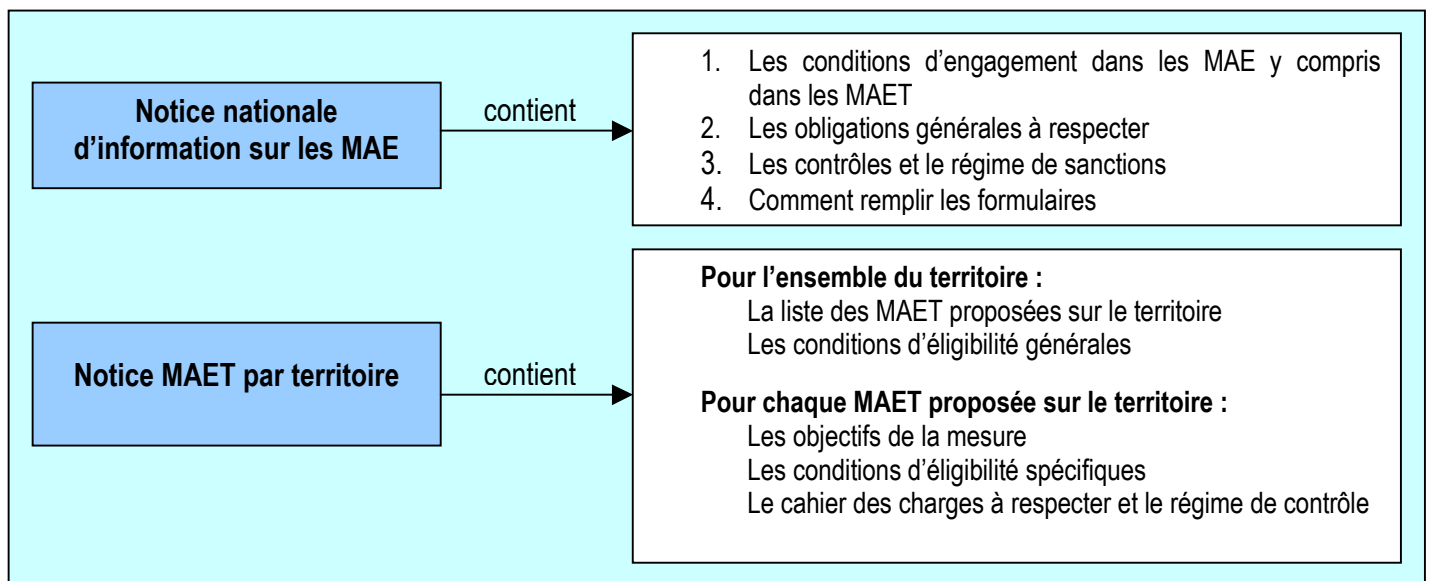 Notice nationale
d'information sur les MAE
contient
1. Les conditions d'engagement dans les MAE y compris
dans les MAET
2. Les obligations générales à respecter
3. Les contrôles et le régime de sanctions
4. Comment remplir les formulaires
Notice MAET par territoire
contient
Pour l'ensemble du territoire :
La liste des MAET proposées sur le territoire
Les conditions d'éligibilité générales
Pour chaque MAET proposée sur le territoire :
Les objectifs de la mesure
Les conditions d'éligibilité spécifiques
Le cahier des charges à respecter et le régime de contrôle